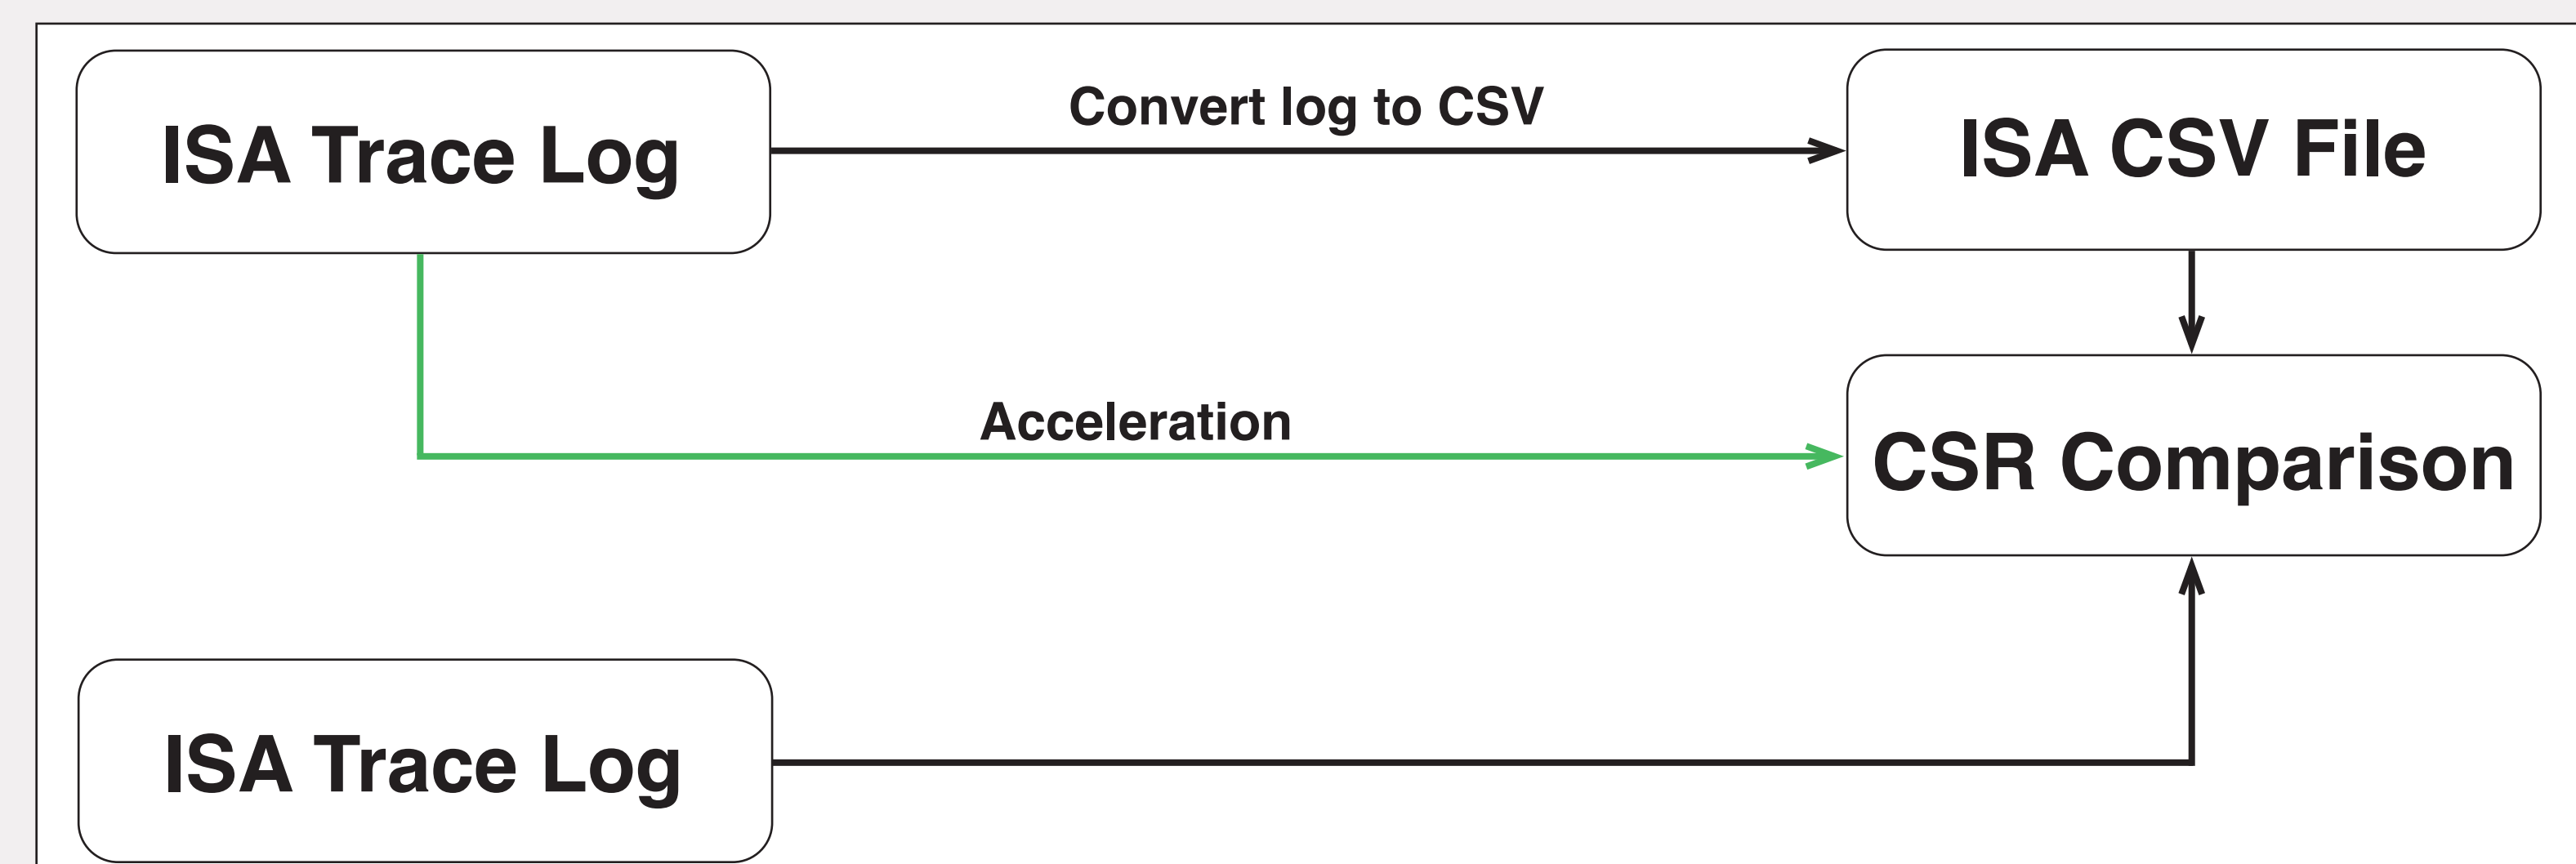 ISA Trace Log
Convert log to CSV
ISA CSV File
Acceleration
CSR Comparison
ISA Trace Log